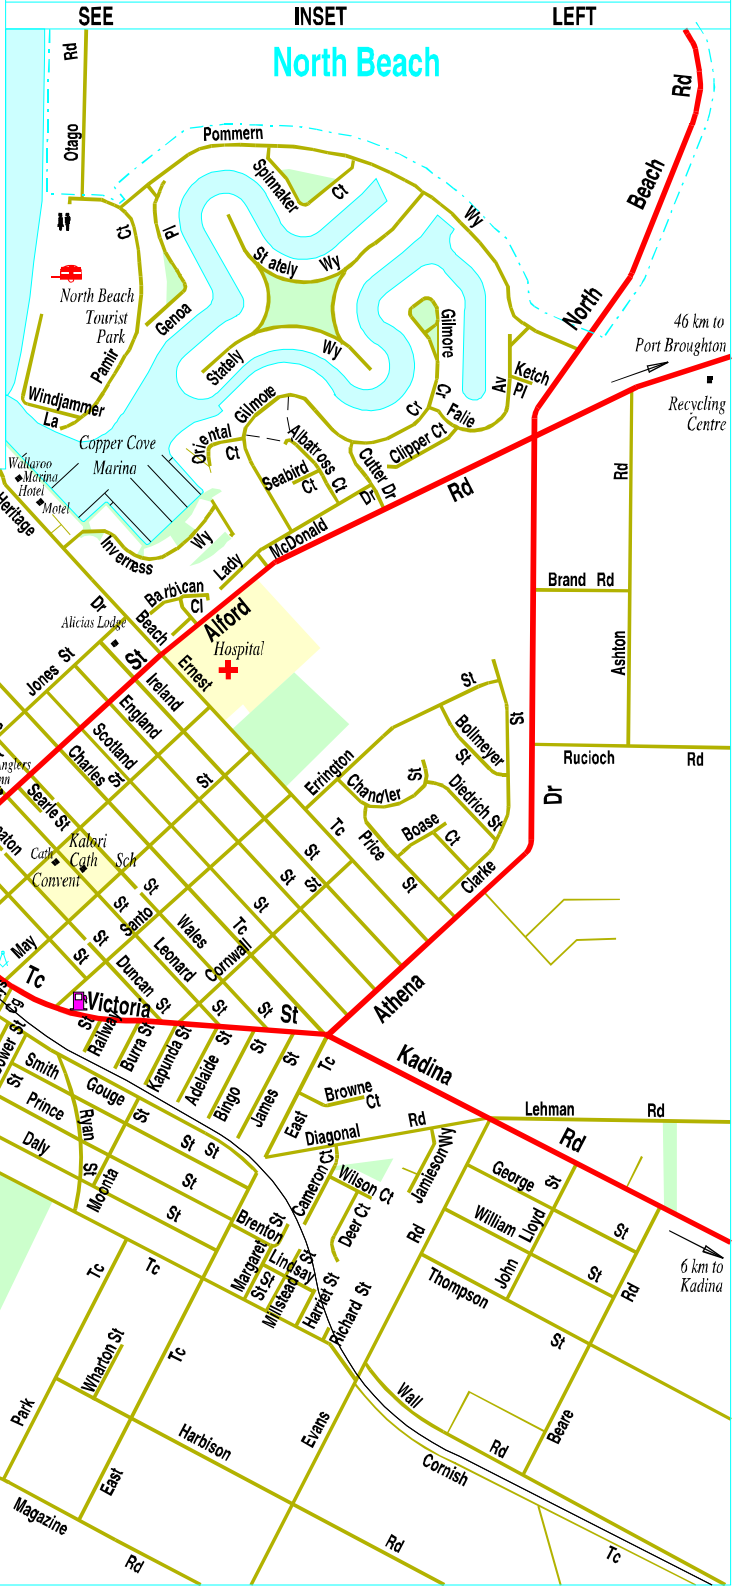 SEE INSET LEFT
North Beach
Otago Rd
Pommern Wy
Spinnaker Ct
Beach Rd
North
Ct
Pl
Stately Wy
North Beach
Tourist
Park
Genoa
Gilmore
46 km to
Port Broughton
Pamir
Stately Wy
Ketch
Pl
Av
Recycling
Centre
Windjammer
La
Gilmore
Cr
Cr
Falie
Oriental
Ct
Copper Cove
Marina
Albatross
Ct
Clipper Ct
Wallaroo
Marina
Hotel
Motel
Seabird
Ct
Cutter Dr
Dr
Rd
Rd
Heritage
Dr
Inverness
Wy
Lady
McDonald
Brand Rd
Barbican
Cl
Beach
Alford
Alicias Lodge
Hospital
Ashton
Jones St
St
Ernest
Ireland
England
Scotland
Charles
St
St
St
Bollmeyer
St
St
Rucioch Rd
Errington
Chandler
St
Diedrich St
Dr
Searle St
Tc
Price
St
Boase
Ct
Clarke
Kalori
Cath
Sch
Cath
Convent
St
St
St
St
St
Santo
Wales
Tc
Cornwall
Leonard
May
St
St
Duncan
St
Tc
Victoria St
St
St
Athena
Cg
St
Railway
Burra St
Kapunda St
Adelaide St
Bingo St
James St
Tc
East
Kadina Rd
Browne
Ct
Lehman Rd
Diagonal Rd
Smith
Gouge
St
St
Prince
Ryan
St
St
St
Daly
St
Moonta
St
Cameron Ct
Wilson Ct
Jamieson Wy
George St
Deer Ct
Rd
William St
Lloyd
St
Brenton
St
Margaret
St
Lindsay
St
St
Millstead
Harriet St
Richard St
John
Thompson St
Rd
6 km to
Kadina
Tc
Tc
Wharton St
Tc
Park
Wall Rd
Evans
Beare
Harbison Rd
Cornish Tc
East
Magazine Rd